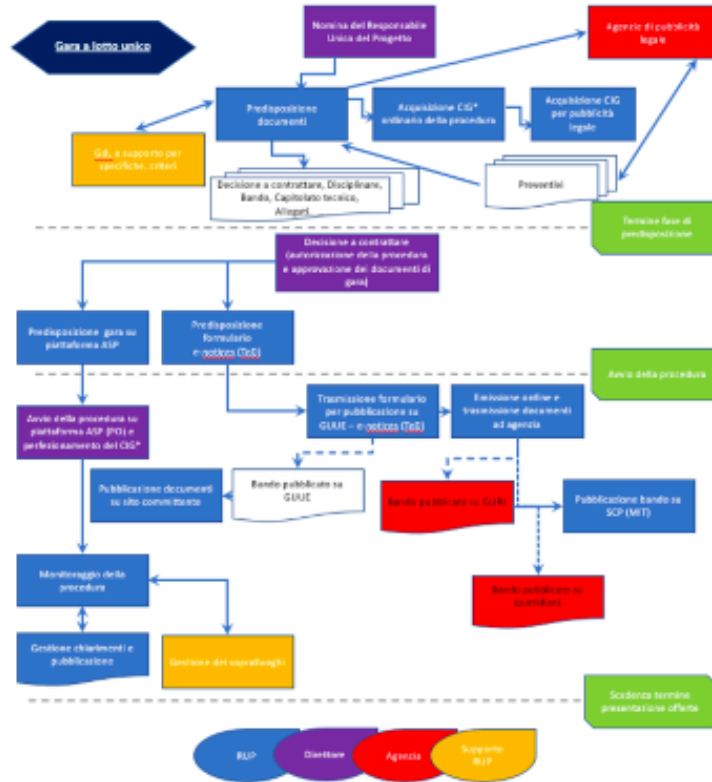 Gara a lotto unico
Nomina del Responsabile
Unico del Progetto
Agenzie di pubblicità
legale
Predisposizione
documenti
Acquisizione CIG*
ordinario della procedura
Acquisizione CIG
per pubblicità
legale
GdL a supporto per
specifiche, criteri
Decisione a contrattare, Disciplinare,
Bando, Capitolato tecnico,
Allegati
Preventivi
Termine fase di
predisposizione
Decisione a contrattare
(autorizzazione della procedura
e approvazione dei documenti di
gara)
Predisposizione gara su
piattaforma ASP
Predisposizione
formulario
e-notices (TeD)
Avvio della procedura
Avvio della procedura su
piattaforma ASP (PO) e
perfezionamento del CIG*
Trasmissione formulario
per pubblicazione su
GUUE – e-notices (TeD)
Emissione online e
trasmissione documenti
ad agenzia
Pubblicazione documenti
su sito committente
Bando pubblicato su
GUUE
Bando pubblicato su GURI
Pubblicazione bando su
SCP (MIT)
Monitoraggio della
procedura
Bando pubblicato su
quotidiani
Gestione chiarimenti e
pubblicazione
Gestione dei sopralluoghi
Scadenza termine
presentazione offerte
RUP
Direttore
Agenzia
Supporto
RUP